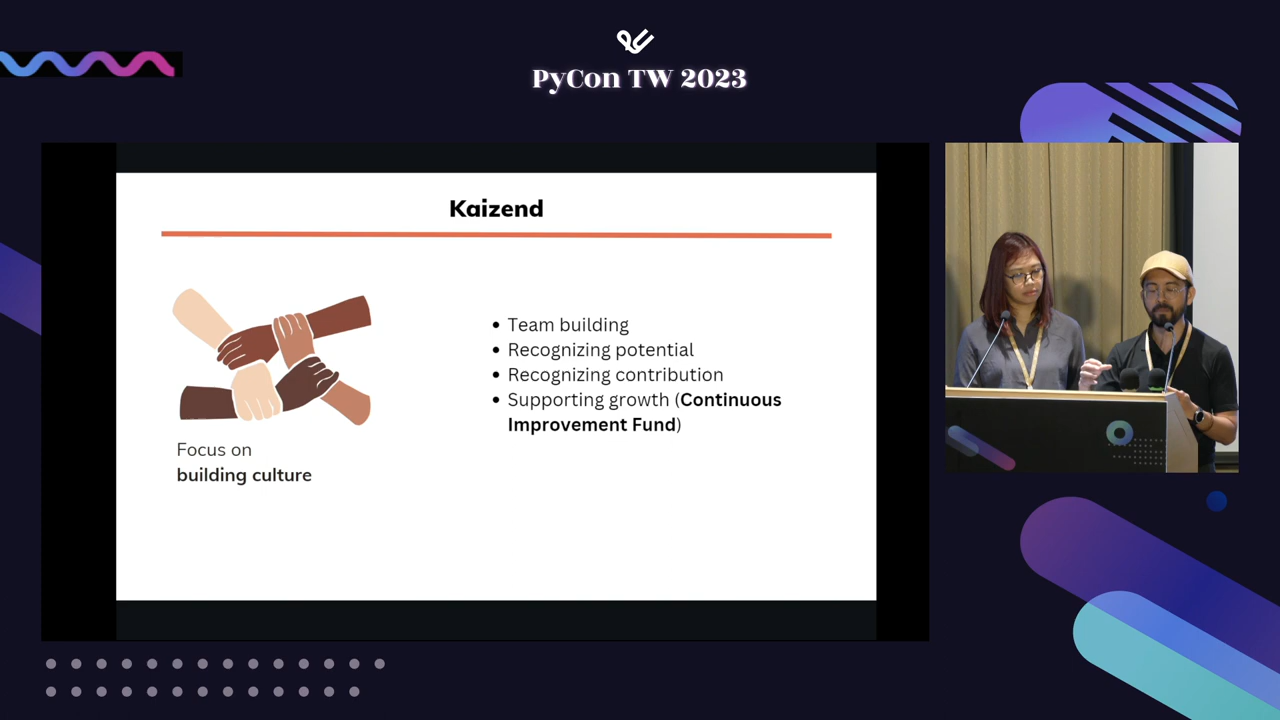 PyCon TW 2023
Kaizend
Focus on
building culture
• Team building
• Recognizing potential
• Recognizing contribution
• Supporting growth (Continuous
Improvement Fund)